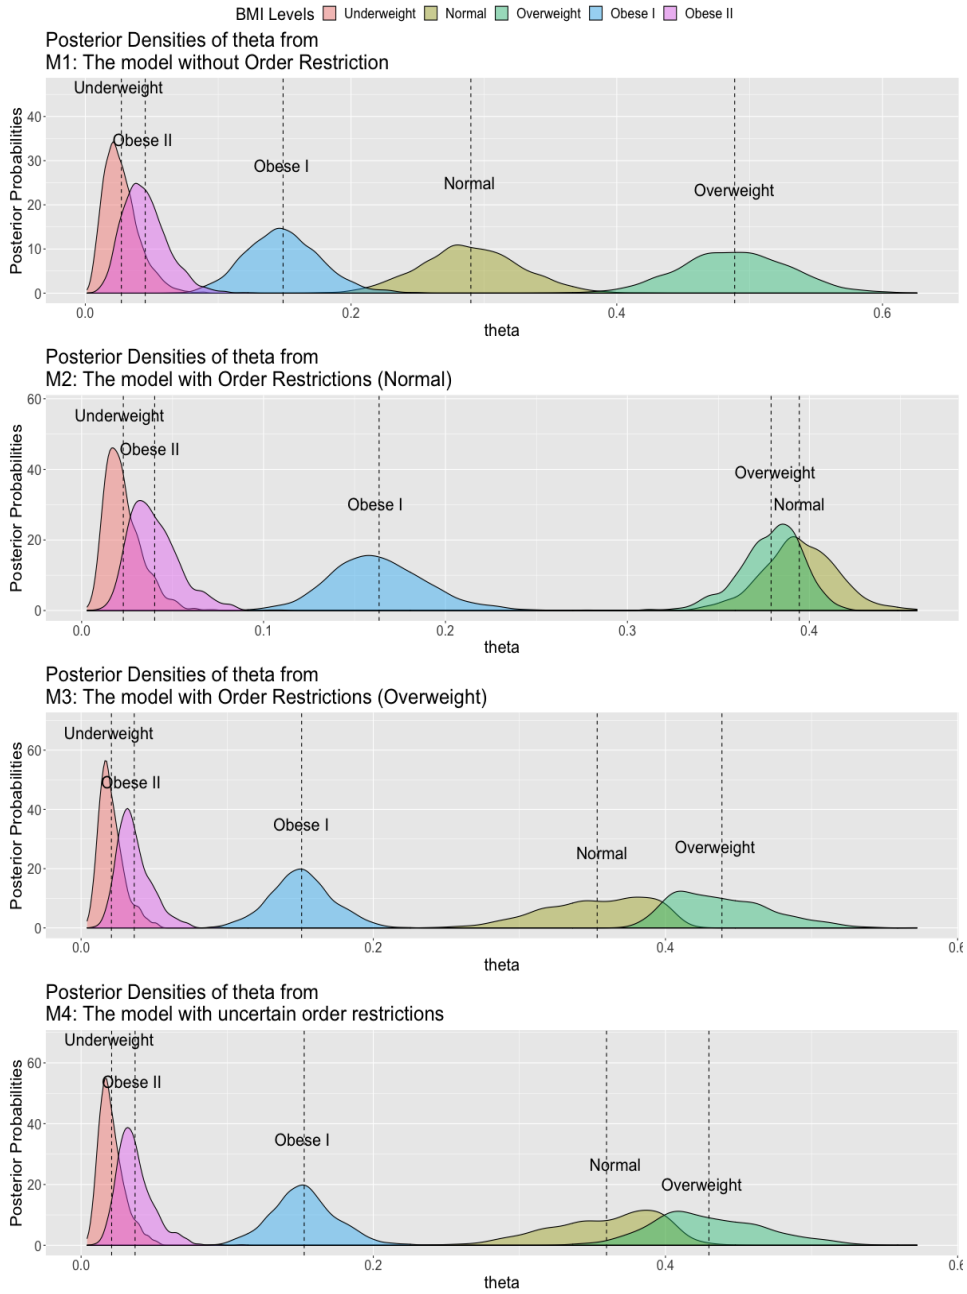 BMI Levels Underweight Normal Overweight Obese I Obese II
Posterior Densities of theta from
M1: The model without Order Restriction
Underweight
Obese II
Obese I
Normal
Overweight
Posterior Probabilities
40
30
20
10
0
0.0 0.2 0.4 0.6
theta
Posterior Densities of theta from
M2: The model with Order Restrictions (Normal)
Underweight
Obese II
Obese I
Overweight
Normal
Posterior Probabilities
60
40
20
0
0.0 0.1 0.2 0.3 0.4
theta
Posterior Densities of theta from
M3: The model with Order Restrictions (Overweight)
Underweight
Obese II
Obese I
Normal
Overweight
Posterior Probabilities
60
40
20
0
0.0 0.2 0.4 0.6
theta
Posterior Densities of theta from
M4: The model with uncertain order restrictions
Underweight
Obese II
Obese I
Normal
Overweight
Posterior Probabilities
60
40
20
0
0.0 0.2 0.4 0.6
theta